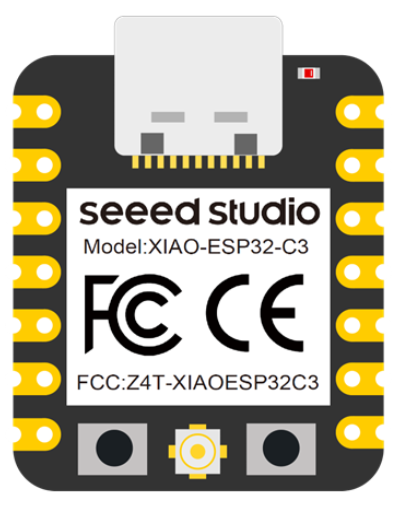 seeed studio
Model:XIAO-ESP32-C3
FC CE
FCC:Z4T-XIAOESP32C3